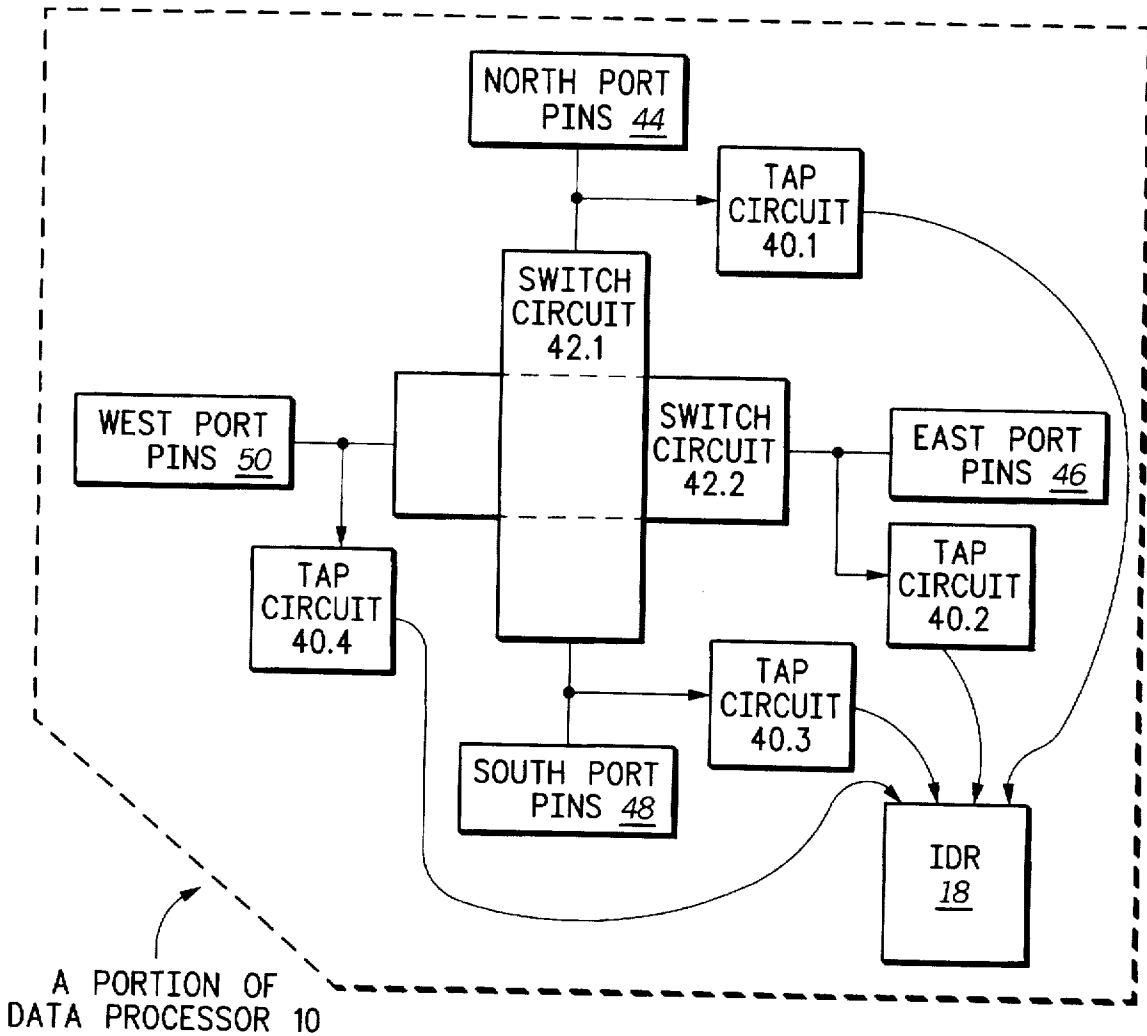 NORTH PORT
PINS 44
TAP
CIRCUIT
40.1
SWITCH
CIRCUIT
42.1
WEST PORT
PINS 50
SWITCH
CIRCUIT
42.2
EAST PORT
PINS 46
TAP
CIRCUIT
40.4
TAP
CIRCUIT
40.2
TAP
CIRCUIT
40.3
SOUTH PORT
PINS 48
IDR
18
A PORTION OF
DATA PROCESSOR 10